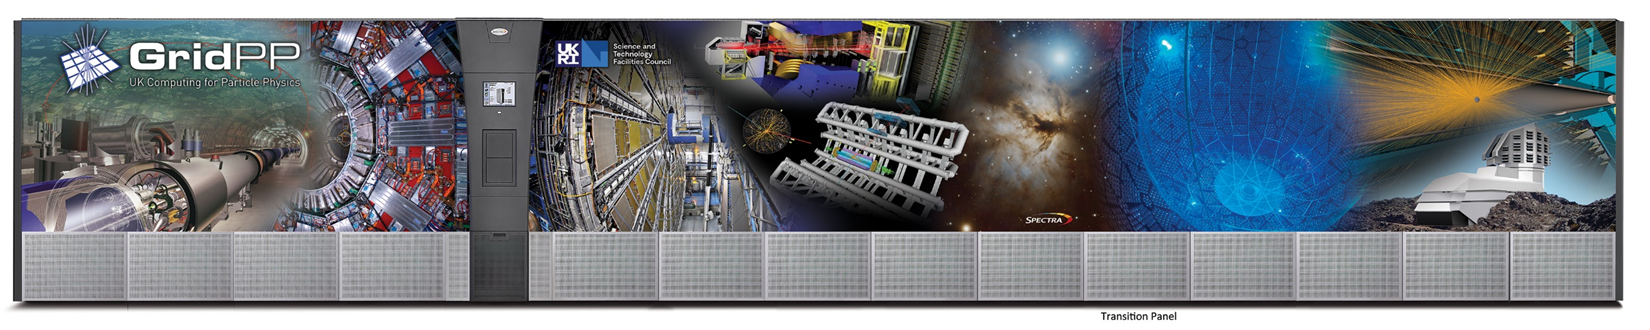 GridPP
UK Computing for Particle Physics
UK
RI
Science and
Technology
Facilities Council
SPECTRA
Transition Panel